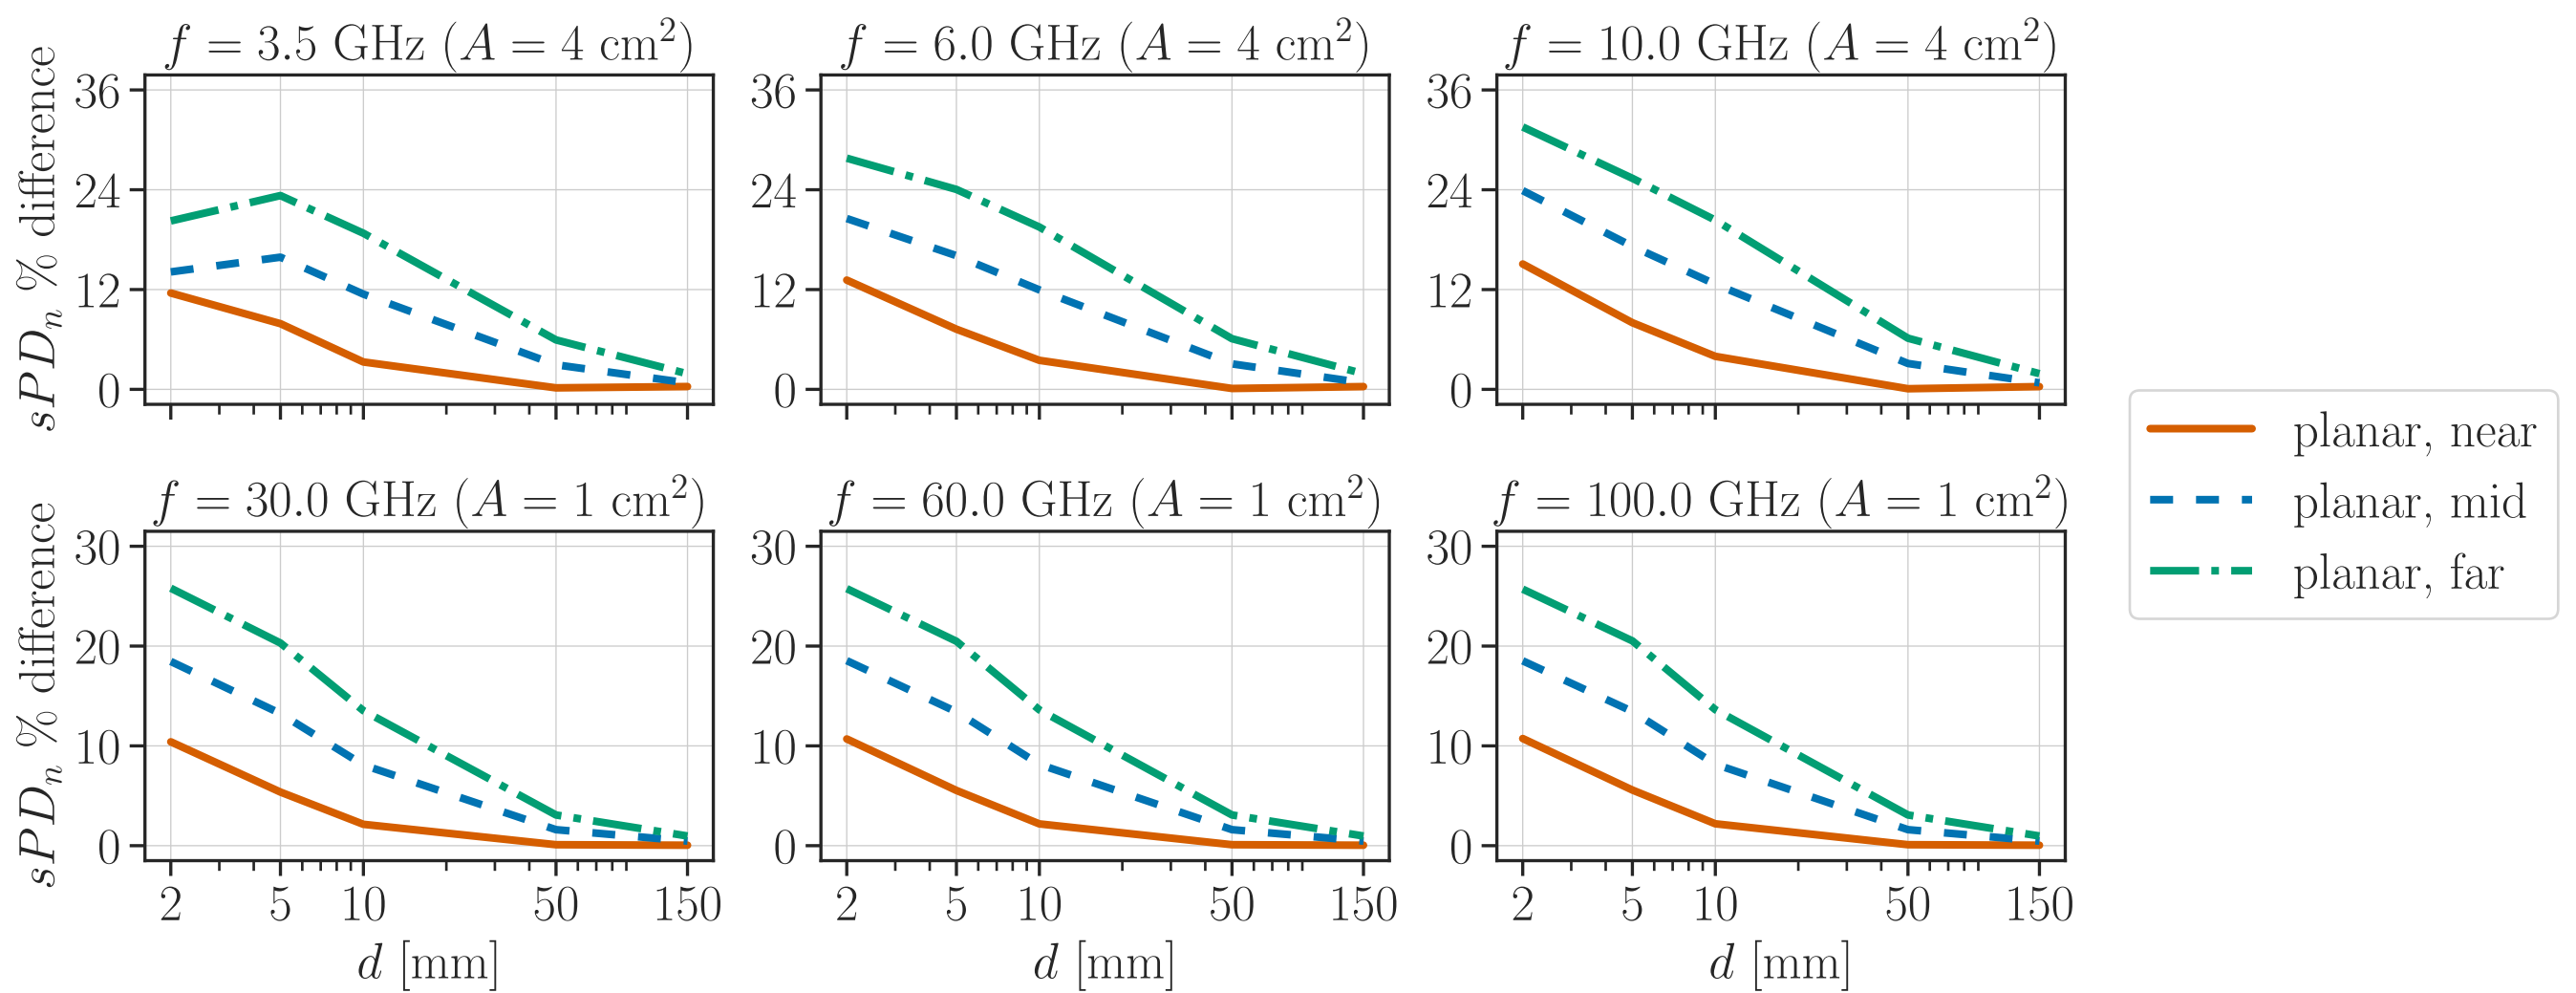 f = 3.5 GHz (A = 4 cm²)
f = 6.0 GHz (A = 4 cm²)
f = 10.0 GHz (A = 4 cm²)
sPDₙ % difference
36
24
12
0
36
24
12
0
36
24
12
0
planar, near
planar, mid
planar, far
f = 30.0 GHz (A = 1 cm²)
f = 60.0 GHz (A = 1 cm²)
f = 100.0 GHz (A = 1 cm²)
sPDₙ % difference
30
20
10
0
30
20
10
0
30
20
10
0
2 5 10 50 150
2 5 10 50 150
2 5 10 50 150
d [mm]
d [mm]
d [mm]